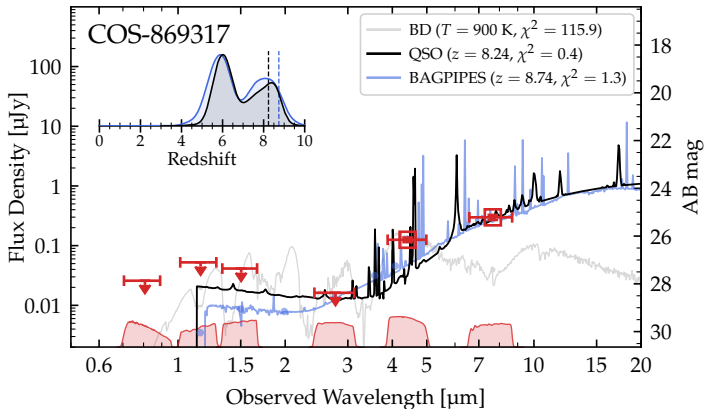 COS-869317
BD (T = 900 K, χ² = 115.9)
QSO (z = 8.24, χ² = 0.4)
BAGPIPES (z = 8.74, χ² = 1.3)
0 2 4 6 8 10
Redshift
100
10
1
0.1
0.01
Flux Density [μJy]
18
20
22
24
26
28
30
AB mag
0.6 1 1.5 2 3 4 5 7 10 15 20
Observed Wavelength [μm]